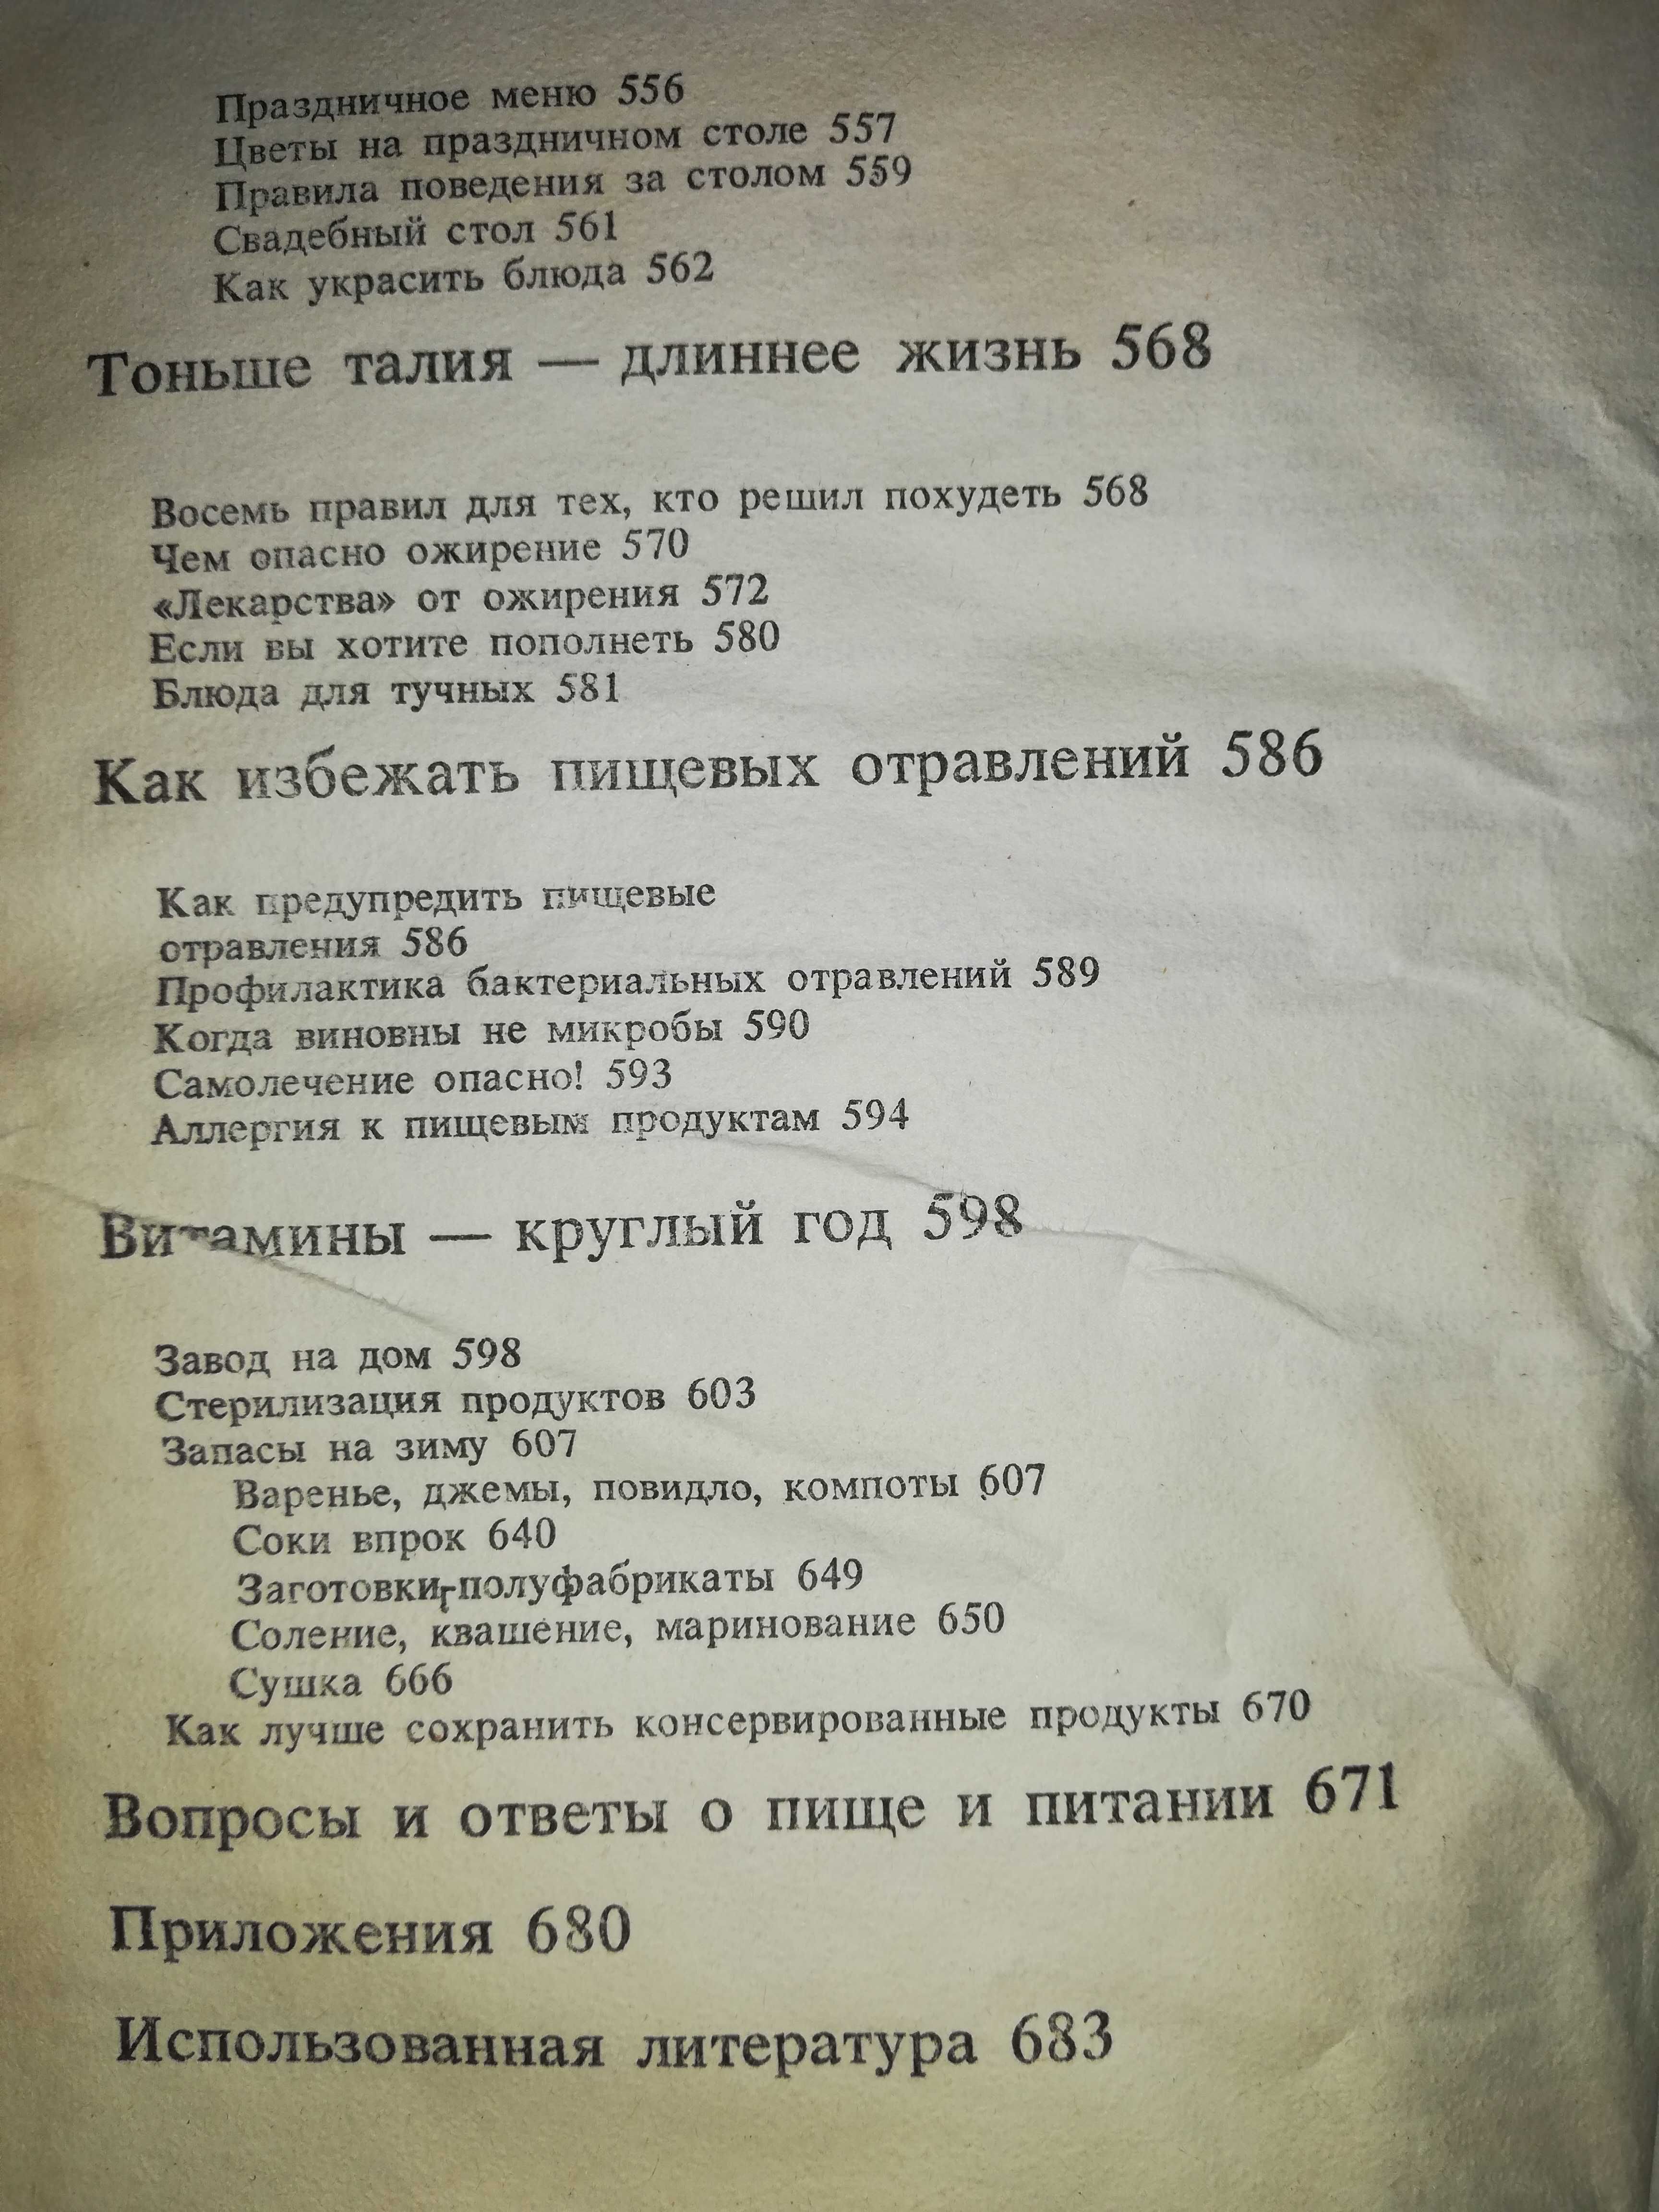 Праздничное меню 556
Цветы на праздничном столе 557
Правила поведения за столом 559
Свадебный стол 561
Как украсить блюда 562
Тоньше талия — длиннее жизнь 568
Восемь правил для тех, кто решил похудеть 568
Чем опасно ожирение 570
«Лекарства» от ожирения 572
Если вы хотите пополнеть 580
Блюда для тучных 581
Как избежать пищевых отравлений 586
Как предупредить пищевые
отравления 586
Профилактика бактериальных отравлений 589
Когда виновны не микробы 590
Самолечение опасно! 593
Аллергия к пищевым продуктам 594
Витамины — круглый год 598
Завод на дом 598
Стерилизация продуктов 603
Запасы на зиму 607
Варенье, джемы, повидло, компоты 607
Соки впрок 640
Заготовки-полуфабрикаты 649
Соление, квашение, маринование 650
Сушка 666
Как лучше сохранить консервированные продукты 670
Вопросы и ответы о пище и питании 671
Приложения 680
Использованная литература 683